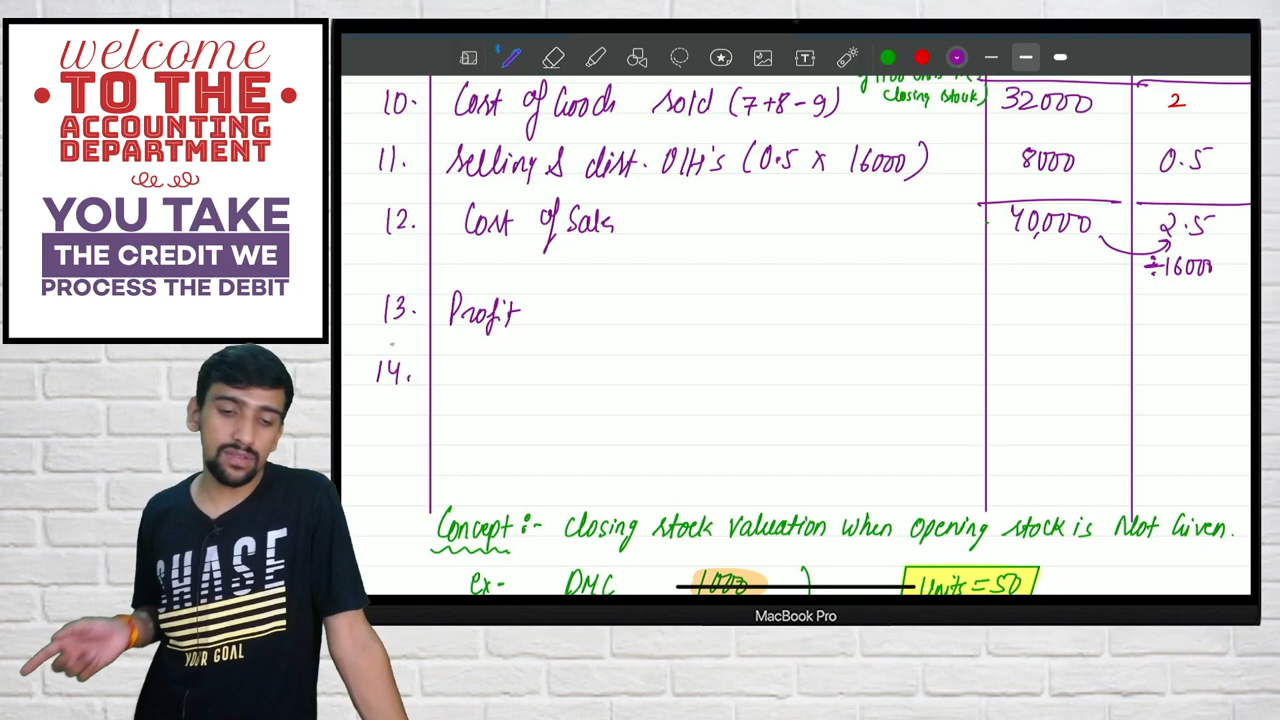 welcome
TO THE
ACCOUNTING
DEPARTMENT
YOU TAKE
THE CREDIT WE
PROCESS THE DEBIT
closing stock)
10. Cost of Goods sold (7+8-9) 32000 2
11. Selling & dist. OH's (0.5 x 16000) 8000 0.5
12. Cost of Sales 40,000 2.5
÷16000
13. Profit
14.
Concept :- Closing stock valuation when opening stock is Not Given.
ex- DMC 1000 Units = 50
MacBook Pro
CHASE
YOUR GOAL